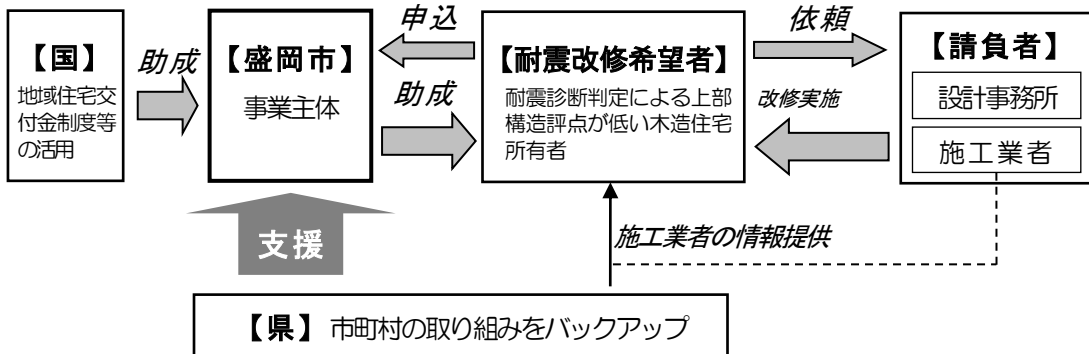 【国】
地域住宅交
付金制度等
の活用
助成
【盛岡市】
事業主体
申込
助成
【耐震改修希望者】
耐震診断判定による上部
構造評点が低い木造住宅
所有者
依頼
改修実施
【請負者】
設計事務所
施工業者
支援
施工業者の情報提供
【県】市町村の取り組みをバックアップ